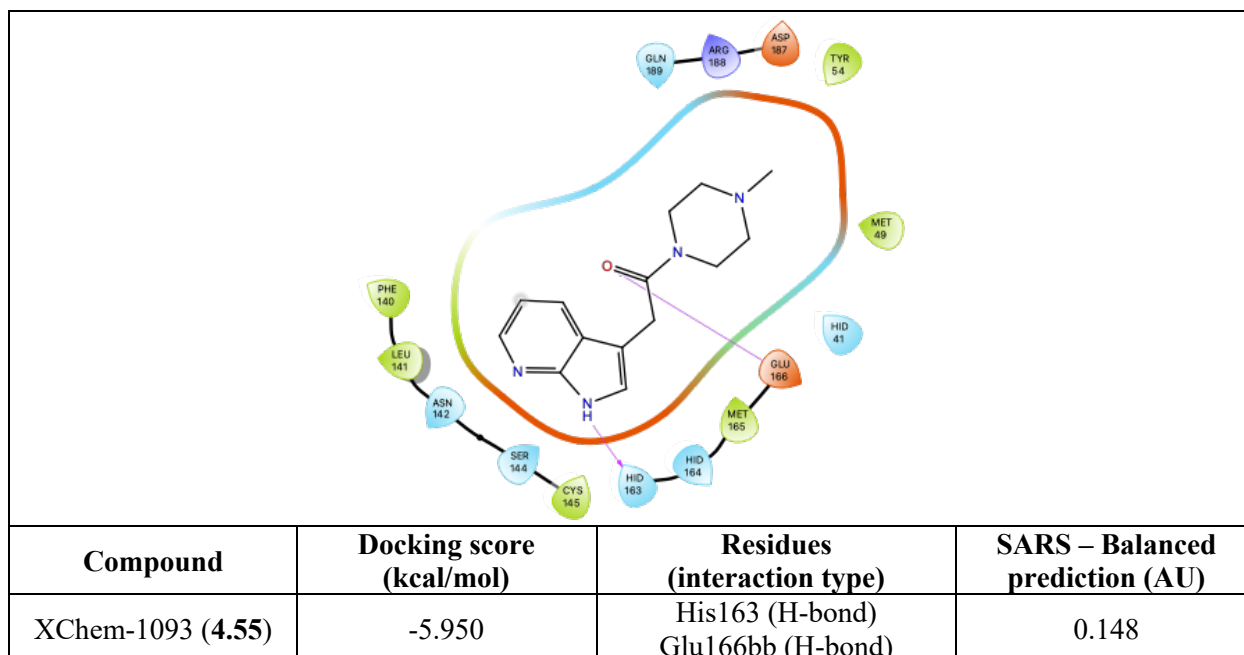 GLN
189
ARG
188
ASP
187
TYR
54
MET
49
HID
41
GLU
166
MET
165
HID
164
HID
163
CYS
145
SER
144
ASN
142
LEU
141
PHE
140
N
N
O
N
N
H
Compound
Docking score
(kcal/mol)
Residues
(interaction type)
SARS – Balanced
prediction (AU)
XChem-1093 (4.55)
-5.950
His163 (H-bond)
Glu166bb (H-bond)
0.148